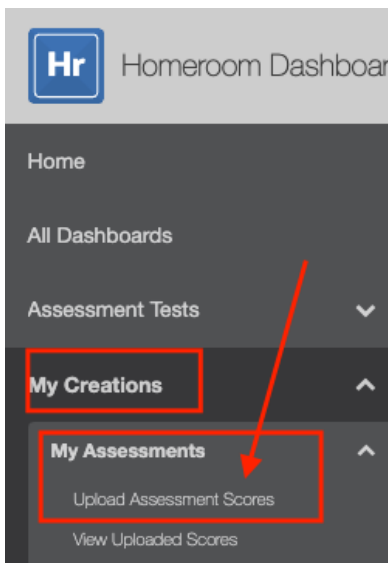 Hr Homeroom Dashboar
Home
All Dashboards
Assessment Tests
My Creations
My Assessments
Upload Assessment Scores
View Uploaded Scores